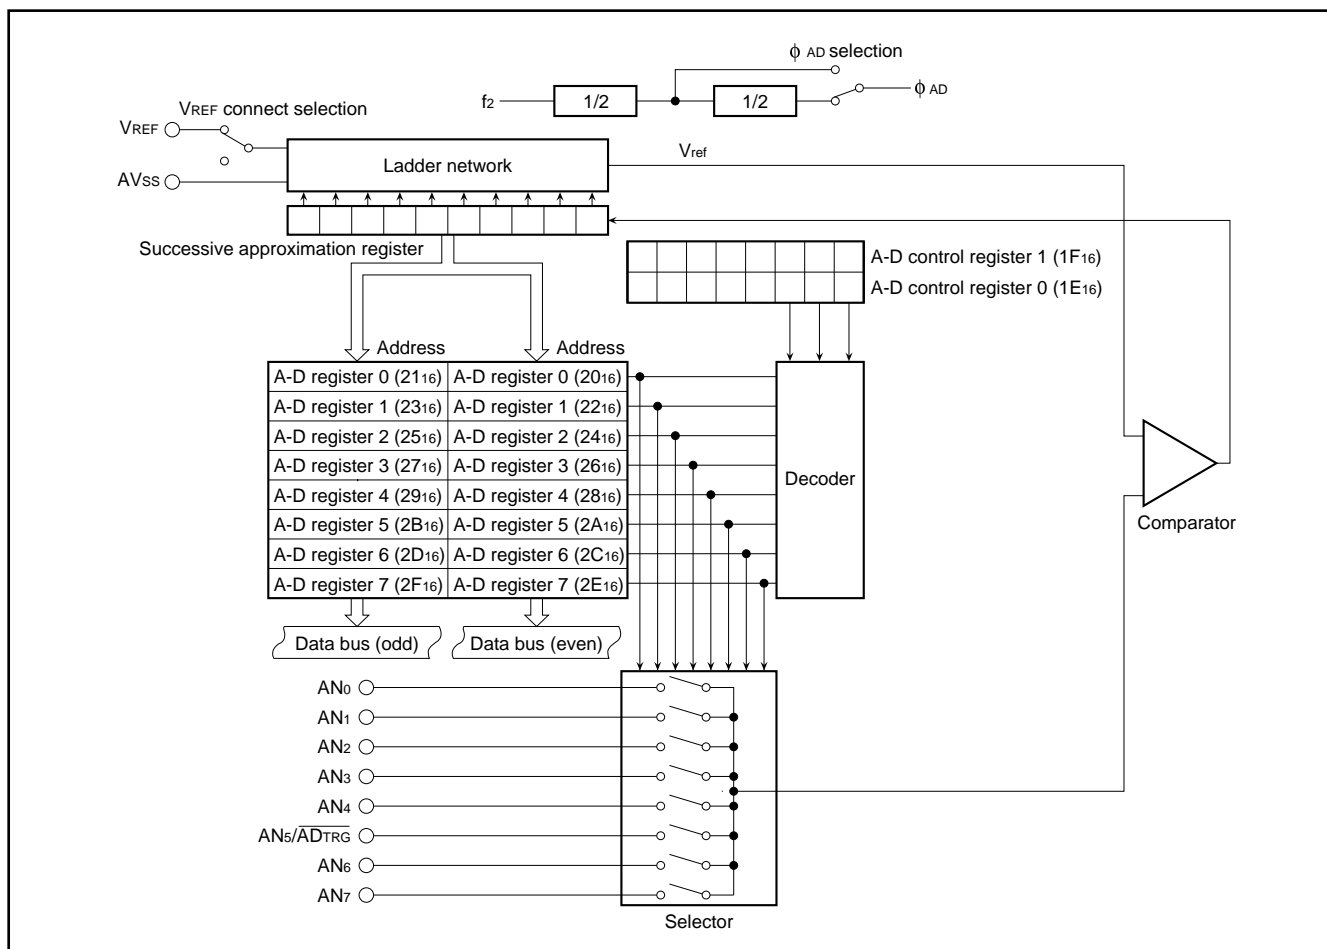 ϕ AD selection
f2
1/2
1/2
ϕ AD
VREF connect selection
VREF
AVSS
Ladder network
Vref
Successive approximation register
A-D control register 1 (1F16)
A-D control register 0 (1E16)
Address
Address
A-D register 0 (2116)
A-D register 0 (2016)
A-D register 1 (2316)
A-D register 1 (2216)
A-D register 2 (2516)
A-D register 2 (2416)
A-D register 3 (2716)
A-D register 3 (2616)
A-D register 4 (2916)
A-D register 4 (2816)
A-D register 5 (2B16)
A-D register 5 (2A16)
A-D register 6 (2D16)
A-D register 6 (2C16)
A-D register 7 (2F16)
A-D register 7 (2E16)
Decoder
Comparator
Data bus (odd)
Data bus (even)
AN0
AN1
AN2
AN3
AN4
AN5/ADTRG
AN6
AN7
Selector